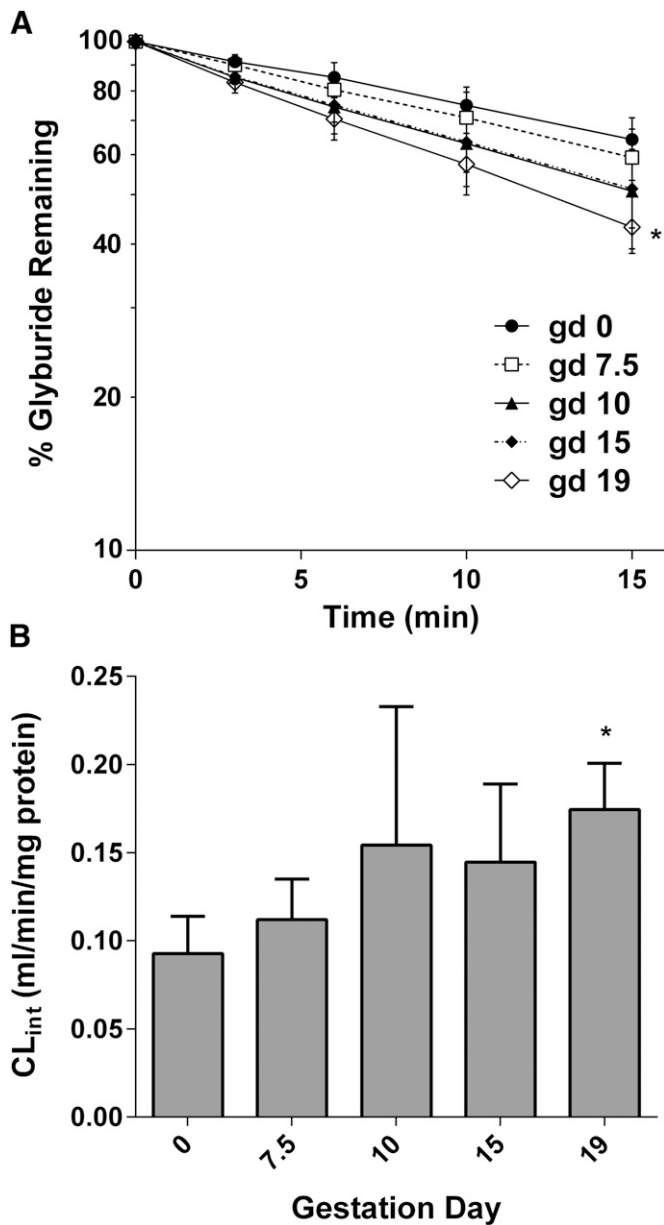 A
100
80
60
40
20
10
% Glyburide Remaining
*
gd 0
gd 7.5
gd 10
gd 15
gd 19
0
5
10
15
Time (min)
B
0.25
0.20
0.15
0.10
0.05
0.00
CLint (ml/min/mg protein)
*
0
7.5
10
15
19
Gestation Day